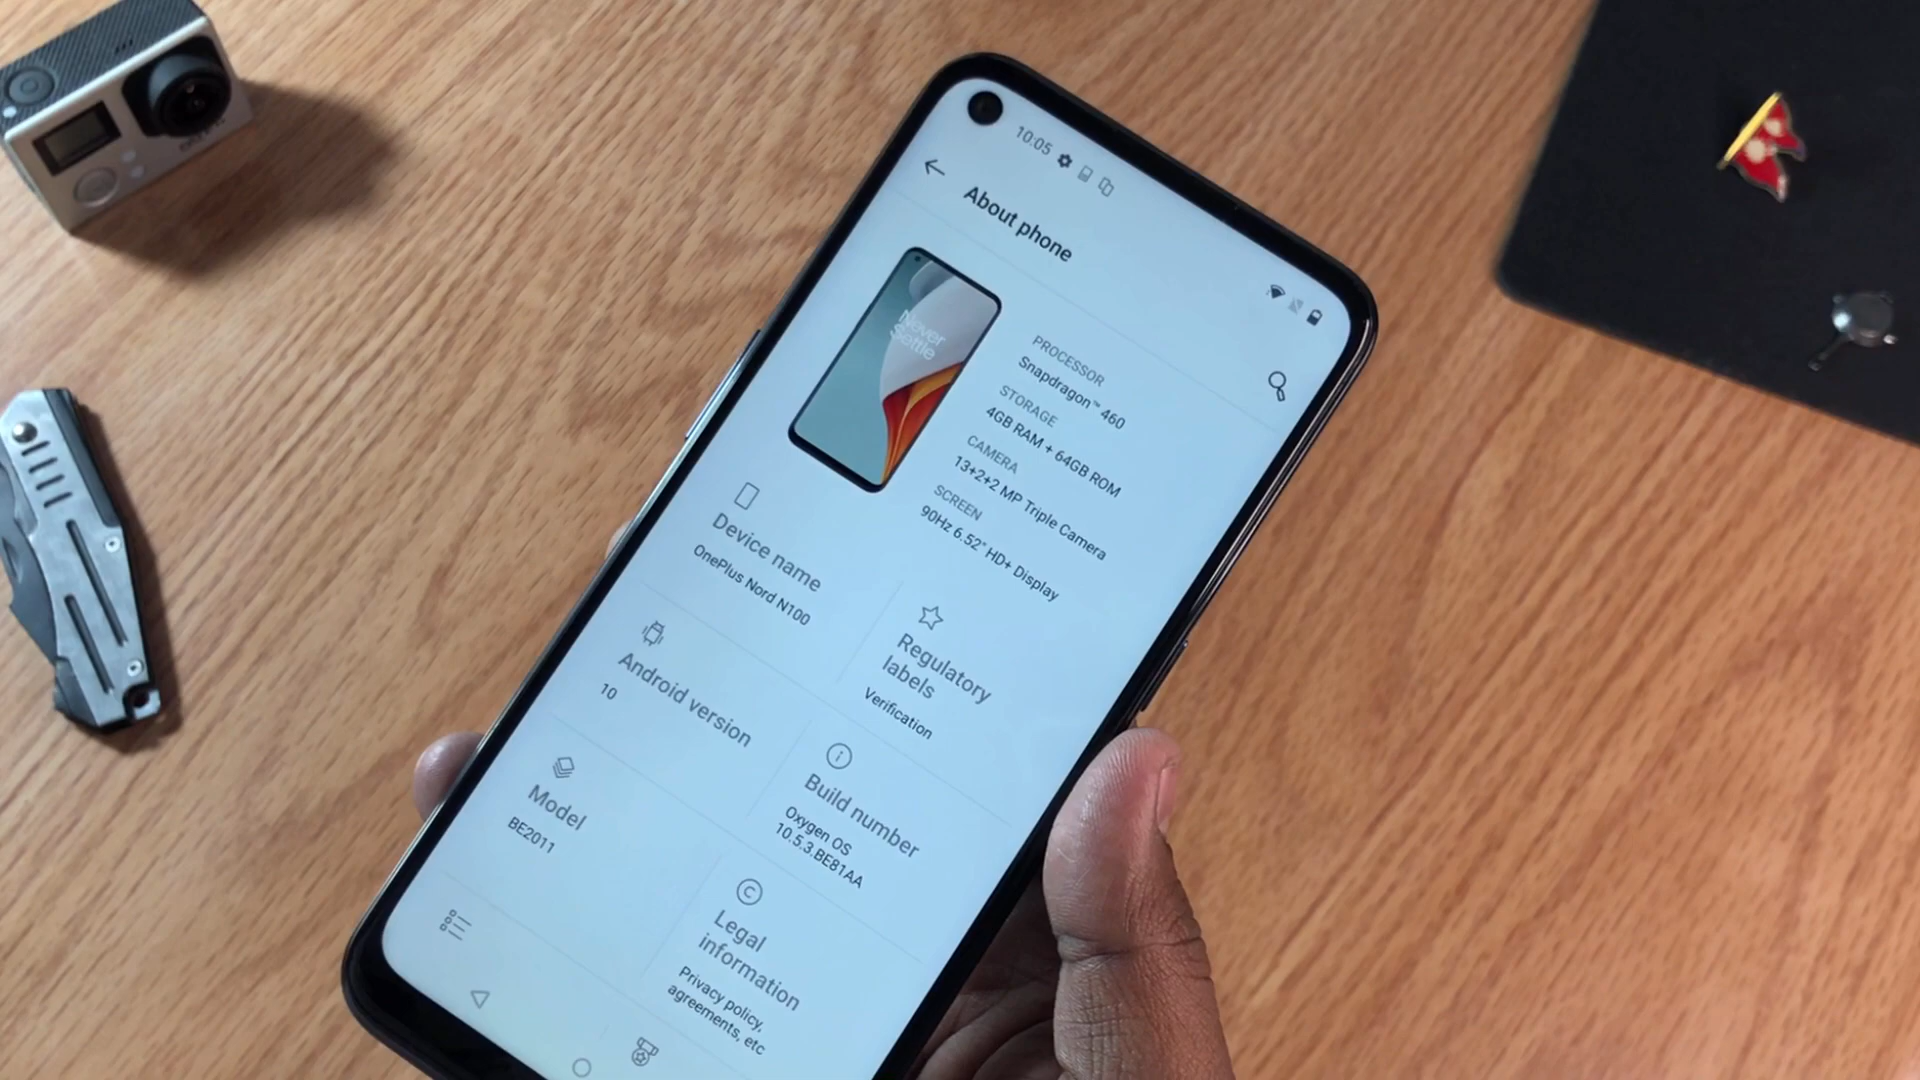 10:05
About phone
Never
Settle
PROCESSOR
Snapdragon™ 460
STORAGE
4GB RAM + 64GB ROM
CAMERA
13+2+2 MP Triple Camera
SCREEN
90Hz 6.52" HD+ Display
Device name
OnePlus Nord N100
Regulatory
labels
Verification
Android version
10
Build number
Oxygen OS
10.5.3.BE81AA
Model
BE2011
Legal
information
Privacy policy,
agreements, etc